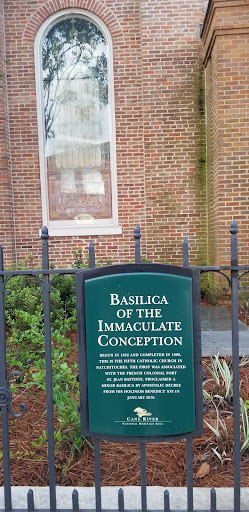 BASILICA
OF THE
IMMACULATE
CONCEPTION
BEGUN IN 1852 AND COMPLETED IN 1889,
THIS IS THE FIFTH CATHOLIC CHURCH IN
NATCHITOCHES. THE FIRST WAS ASSOCIATED
WITH THE FRENCH COLONIAL FORT
ST. JEAN BAPTISTE. PROCLAIMED A
MINOR BASILICA BY APOSTOLIC DECREE
FROM HIS HOLINESS BENEDICT XVI IN
JANUARY 2010.
CANE RIVER
NATIONAL HERITAGE AREA